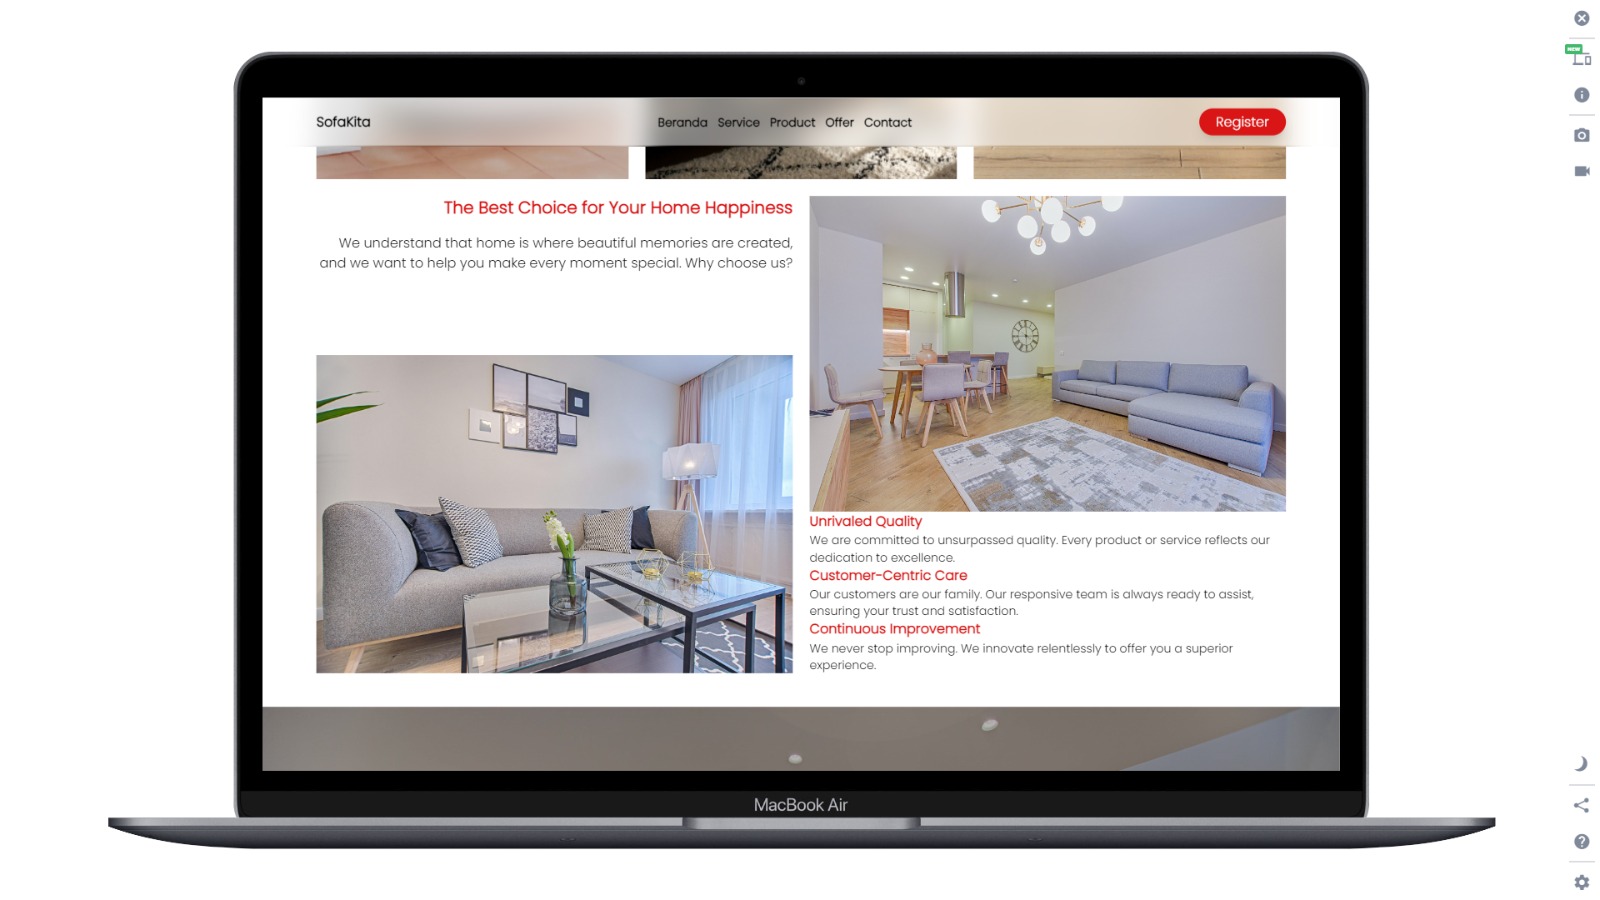 NEW
SofaKita
Beranda Service Product Offer Contact
Register
The Best Choice for Your Home Happiness
We understand that home is where beautiful memories are created,
and we want to help you make every moment special. Why choose us?
Unrivaled Quality
We are committed to unsurpassed quality. Every product or service reflects our
dedication to excellence.
Customer-Centric Care
Our customers are our family. Our responsive team is always ready to assist,
ensuring your trust and satisfaction.
Continuous Improvement
We never stop improving. We innovate relentlessly to offer you a superior
experience.
MacBook Air